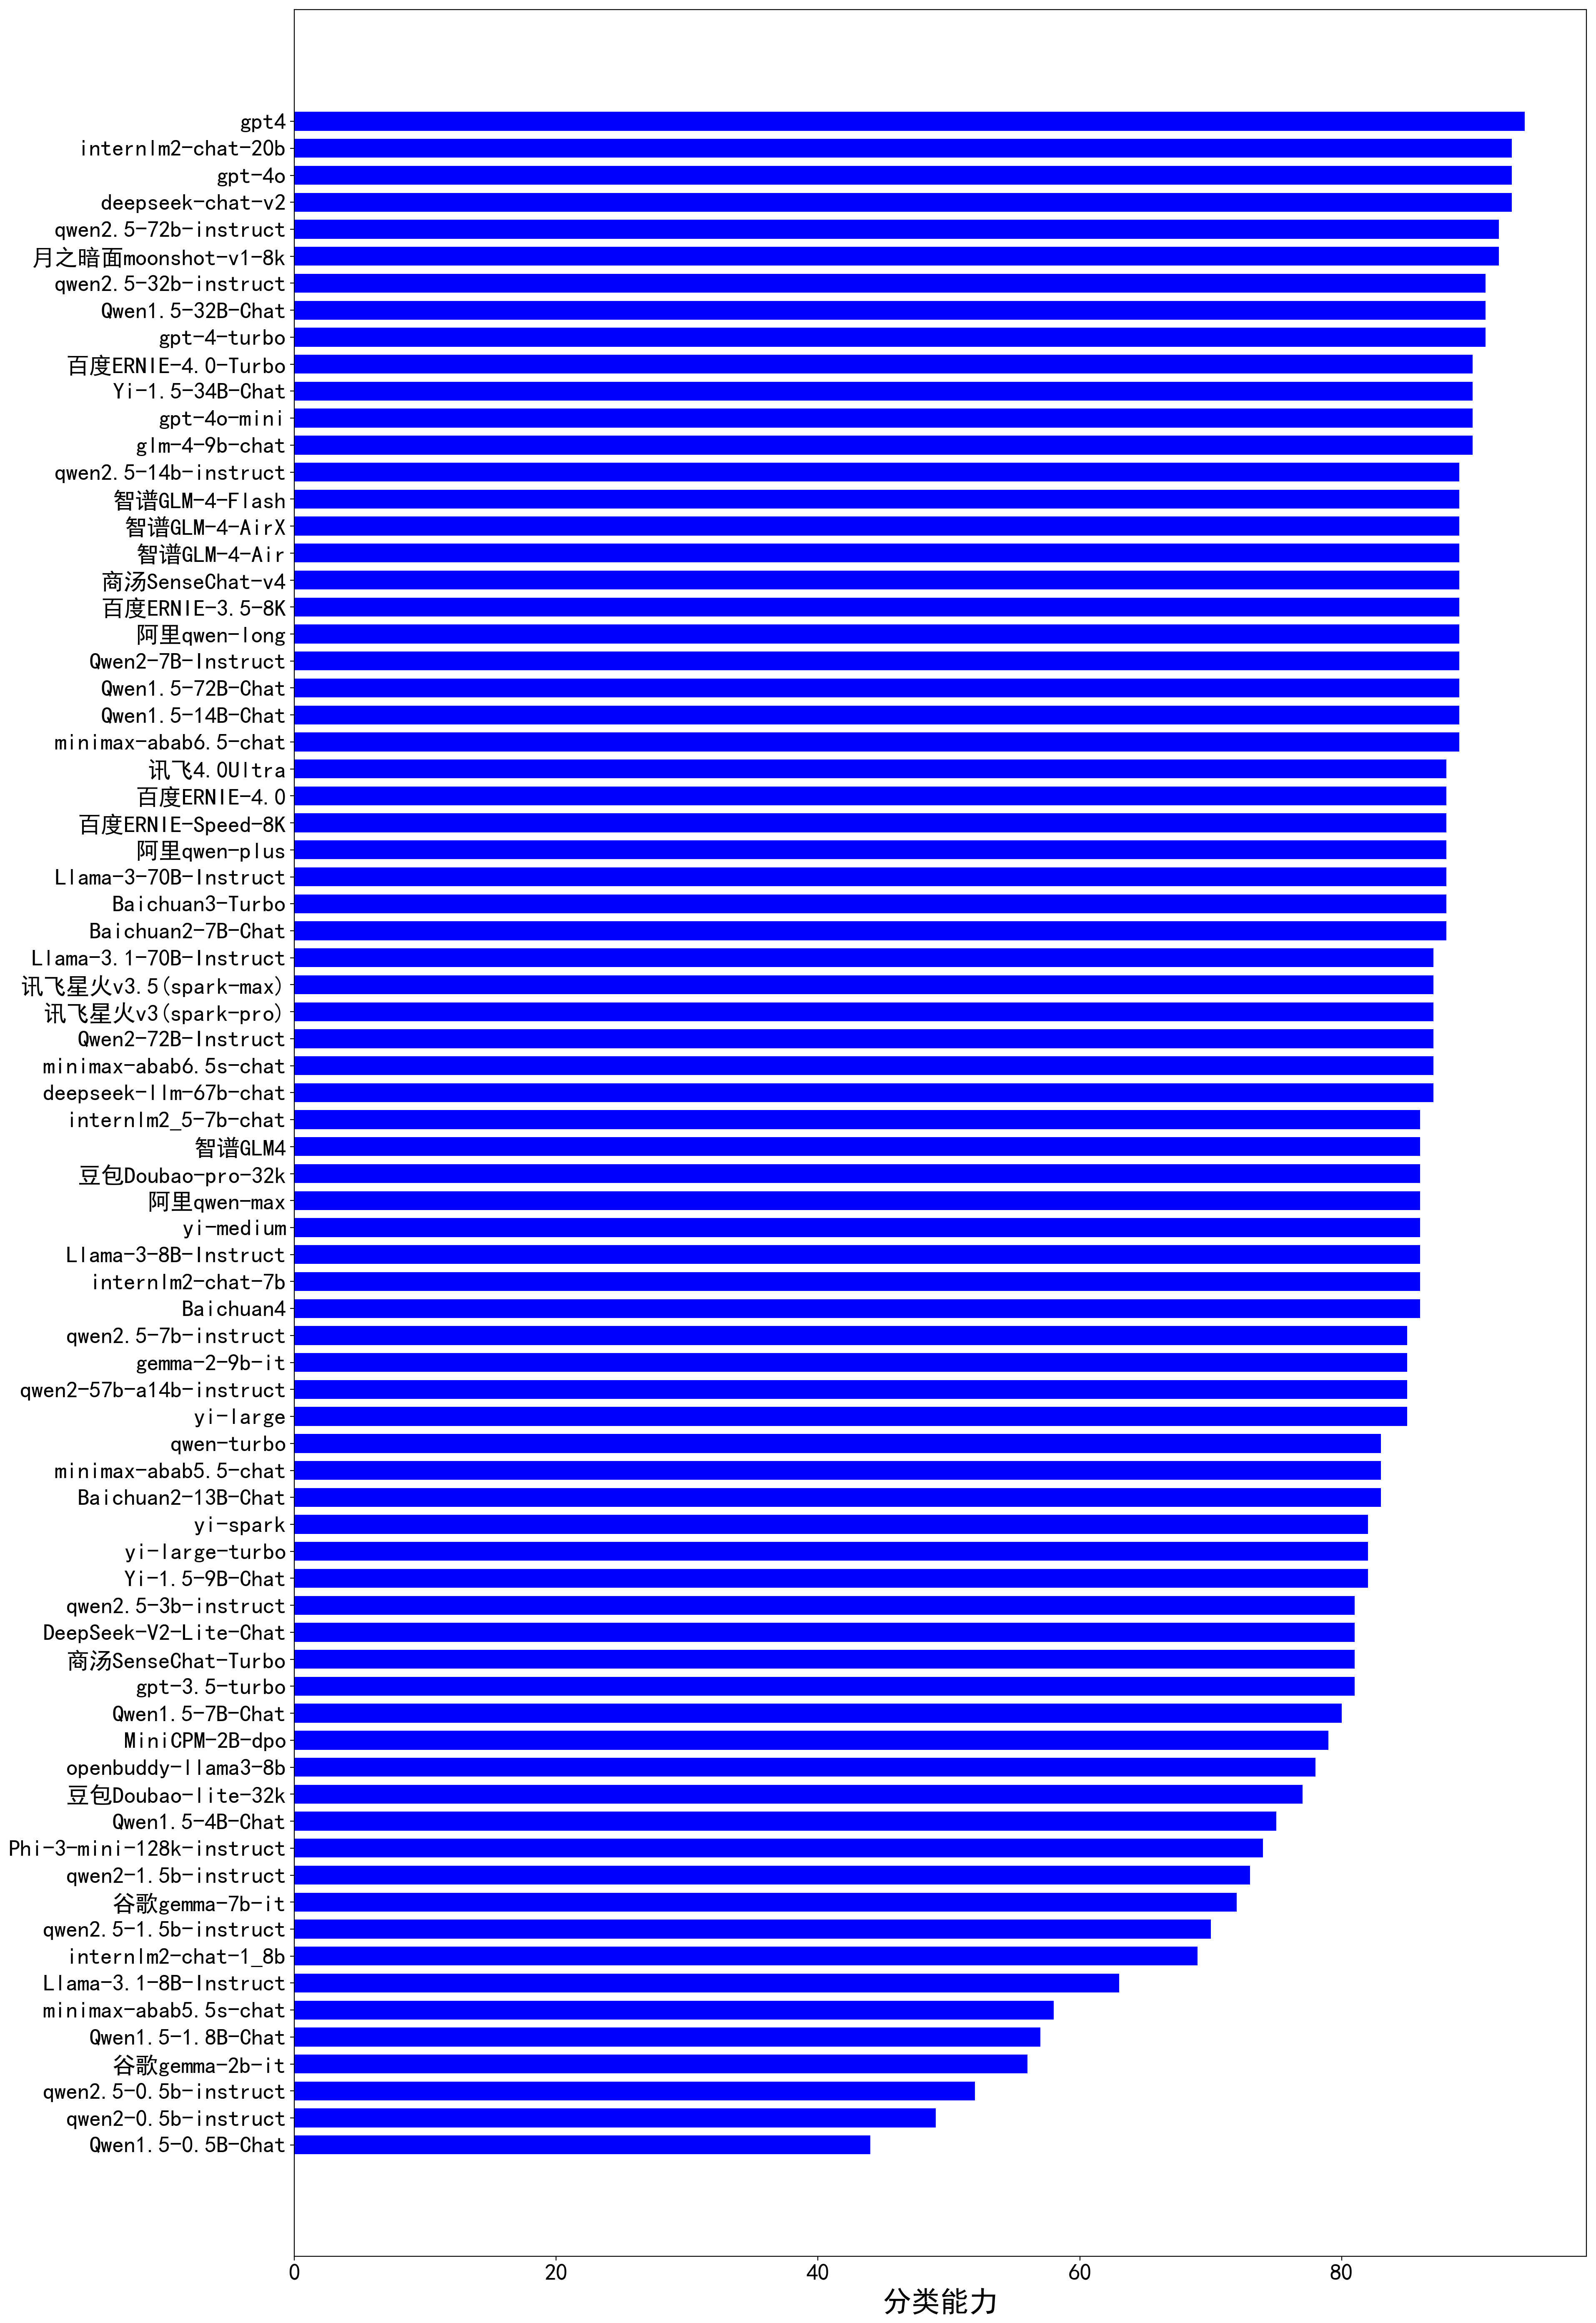 gpt4
internlm2-chat-20b
gpt-4o
deepseek-chat-v2
qwen2.5-72b-instruct
月之暗面moonshot-v1-8k
qwen2.5-32b-instruct
Qwen1.5-32B-Chat
gpt-4-turbo
百度ERNIE-4.0-Turbo
Yi-1.5-34B-Chat
gpt-4o-mini
glm-4-9b-chat
qwen2.5-14b-instruct
智谱GLM-4-Flash
智谱GLM-4-AirX
智谱GLM-4-Air
商汤SenseChat-v4
百度ERNIE-3.5-8K
阿里qwen-long
Qwen2-7B-Instruct
Qwen1.5-72B-Chat
Qwen1.5-14B-Chat
minimax-abab6.5-chat
讯飞4.0Ultra
百度ERNIE-4.0
百度ERNIE-Speed-8K
阿里qwen-plus
Llama-3-70B-Instruct
Baichuan3-Turbo
Baichuan2-7B-Chat
Llama-3.1-70B-Instruct
讯飞星火v3.5(spark-max)
讯飞星火v3(spark-pro)
Qwen2-72B-Instruct
minimax-abab6.5s-chat
deepseek-llm-67b-chat
internlm2_5-7b-chat
智谱GLM4
豆包Doubao-pro-32k
阿里qwen-max
yi-medium
Llama-3-8B-Instruct
internlm2-chat-7b
Baichuan4
qwen2.5-7b-instruct
gemma-2-9b-it
qwen2-57b-a14b-instruct
yi-large
qwen-turbo
minimax-abab5.5-chat
Baichuan2-13B-Chat
yi-spark
yi-large-turbo
Yi-1.5-9B-Chat
qwen2.5-3b-instruct
DeepSeek-V2-Lite-Chat
商汤SenseChat-Turbo
gpt-3.5-turbo
Qwen1.5-7B-Chat
MiniCPM-2B-dpo
openbuddy-llama3-8b
豆包Doubao-lite-32k
Qwen1.5-4B-Chat
Phi-3-mini-128k-instruct
qwen2-1.5b-instruct
谷歌gemma-7b-it
qwen2.5-1.5b-instruct
internlm2-chat-1_8b
Llama-3.1-8B-Instruct
minimax-abab5.5s-chat
Qwen1.5-1.8B-Chat
谷歌gemma-2b-it
qwen2.5-0.5b-instruct
qwen2-0.5b-instruct
Qwen1.5-0.5B-Chat
0 20 40 60 80
分类能力